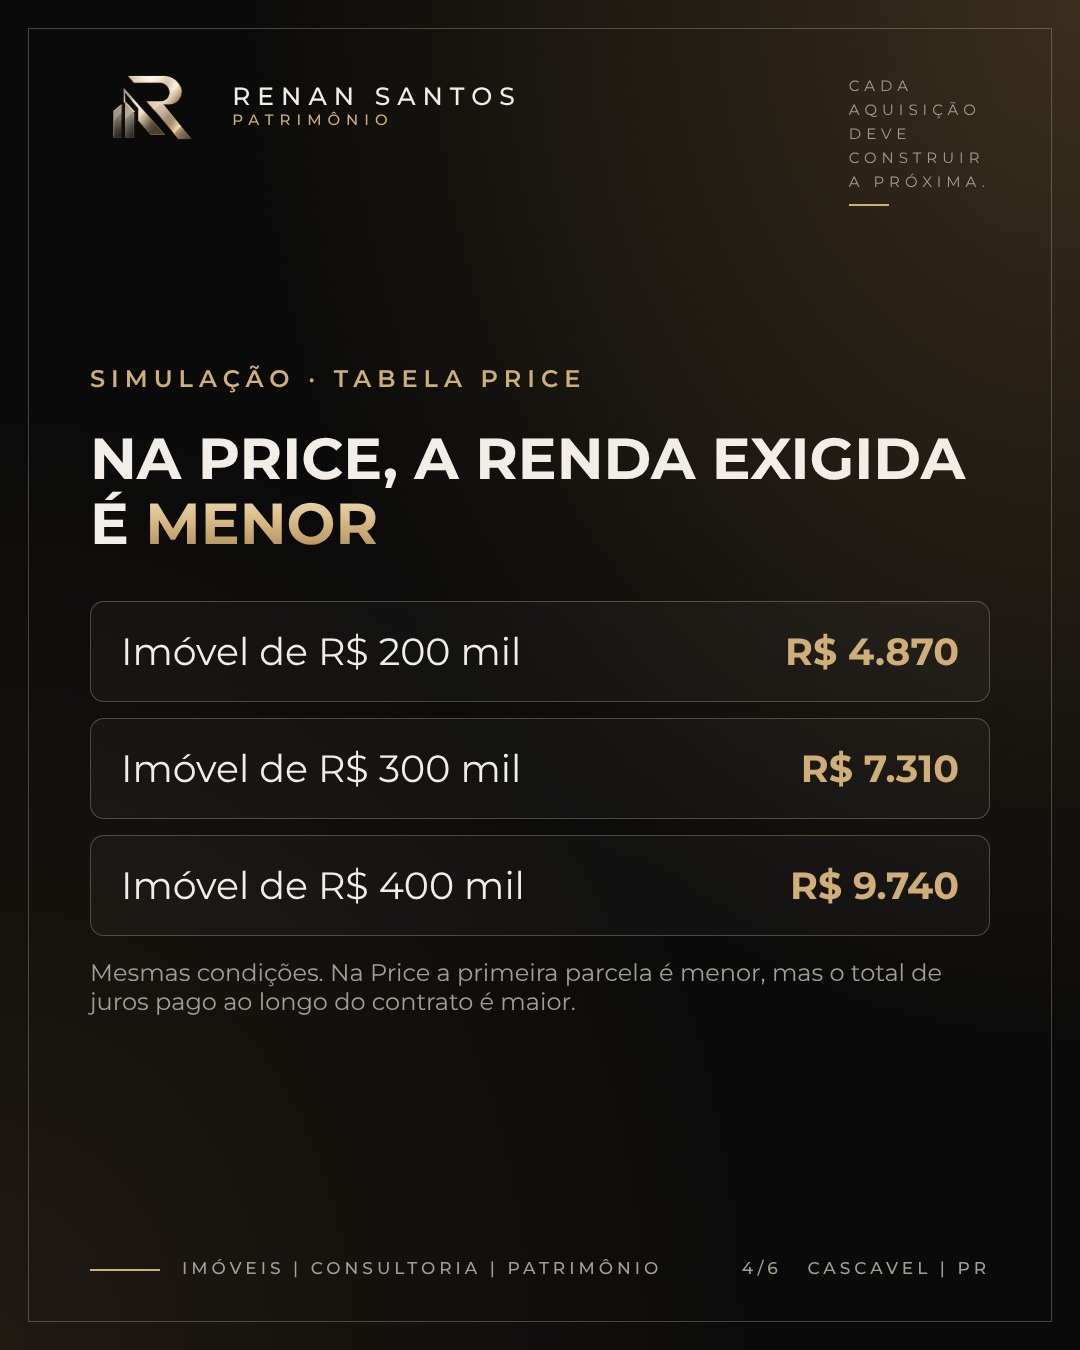 RENAN SANTOS
PATRIMÔNIO
CADA
AQUISIÇÃO
DEVE
CONSTRUIR
A PRÓXIMA.
SIMULAÇÃO · TABELA PRICE
NA PRICE, A RENDA EXIGIDA
É MENOR
Imóvel de R$ 200 mil R$ 4.870
Imóvel de R$ 300 mil R$ 7.310
Imóvel de R$ 400 mil R$ 9.740
Mesmas condições. Na Price a primeira parcela é menor, mas o total de
juros pago ao longo do contrato é maior.
IMÓVEIS | CONSULTORIA | PATRIMÔNIO 4/6 CASCAVEL | PR